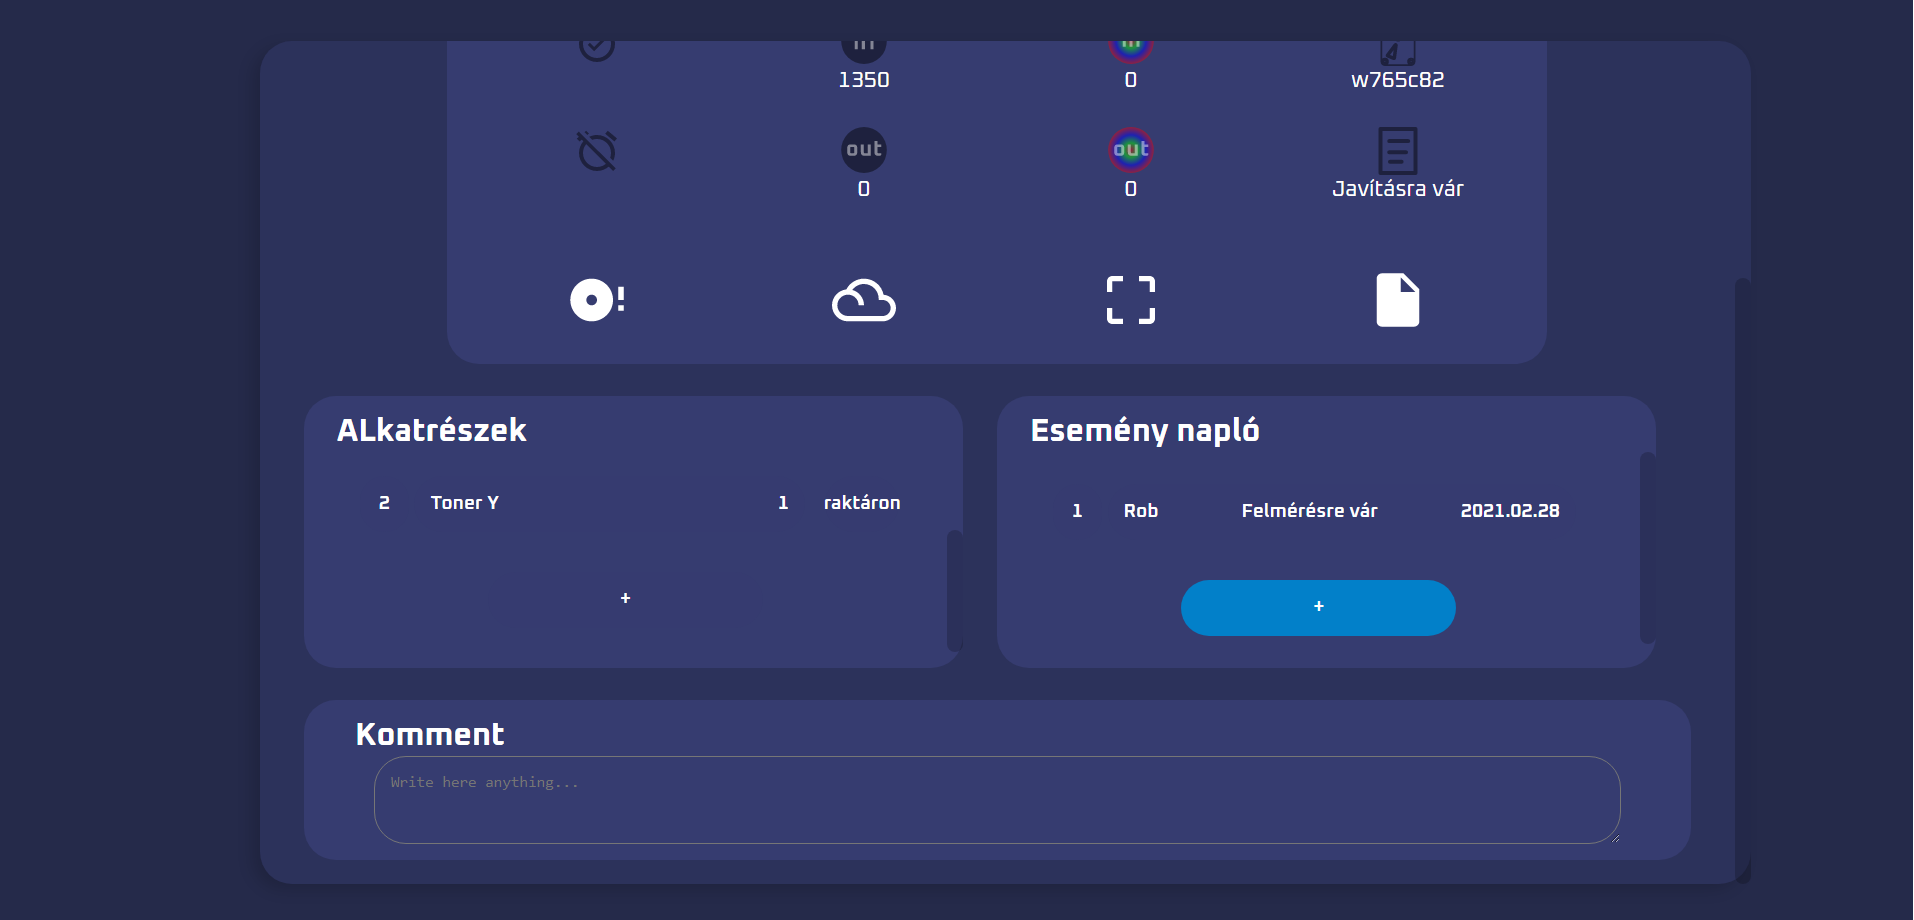 in in
1350 0 w765c82
out out
0 0 Javításra vár
ALkatrészek
2 Toner Y 1 raktáron
+
Esemény napló
1 Rob Felmérésre vár 2021.02.28
+
Komment
Write here anything...